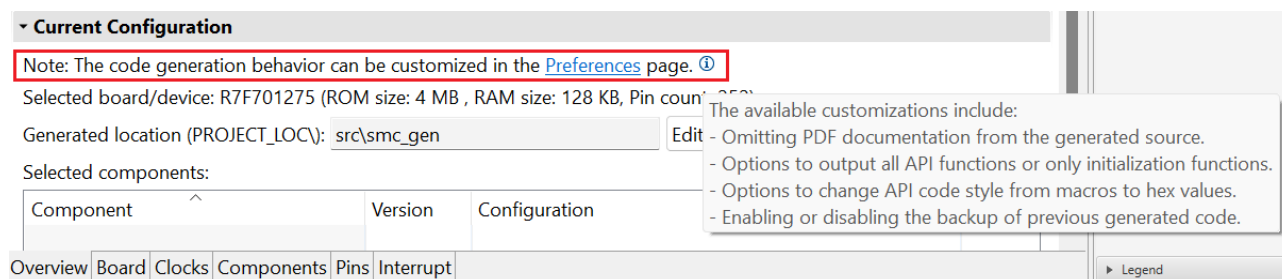 Current Configuration
Note: The code generation behavior can be customized in the Preferences page.
Selected board/device: R7F701275 (ROM size: 4 MB , RAM size: 128 KB, Pin count
The available customizations include:
- Omitting PDF documentation from the generated source.
- Options to output all API functions or only initialization functions.
- Options to change API code style from macros to hex values.
- Enabling or disabling the backup of previous generated code.
Generated location (PROJECT_LOC\): src\smc_gen Edit
Selected components:
Component Version Configuration
Overview Board Clocks Components Pins Interrupt
Legend